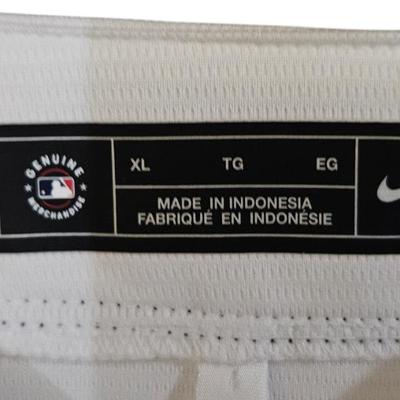 GENUINE
MERCHANDISE
XL TG EG
MADE IN INDONESIA
FABRIQUÉ EN INDONÉSIE